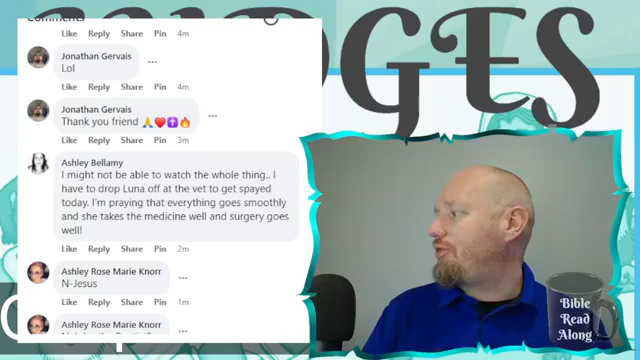 Comments
Like Reply Share Pin 4m
Jonathan Gervais
Lol
Like Reply Share Pin 4m
Jonathan Gervais
Thank you friend 🙏❤️✝️🔥
Like Reply Share Pin 3m
Ashley Bellamy
I might not be able to watch the whole thing.. I
have to drop Luna off at the vet to get spayed
today. I'm praying that everything goes smoothly
and she takes the medicine well and surgery goes
well!
Like Reply Share Pin 2m
Ashley Rose Marie Knorr
N-Jesus
Like Reply Share Pin 1m
Ashley Rose Marie Knorr
Bible
Read
Along